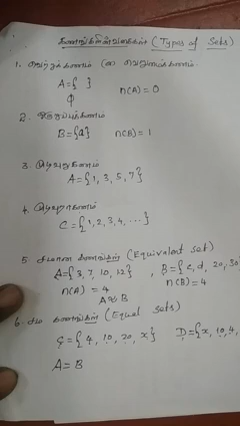 கணங்களின் வகைகள் (Types of Sets)
1. வெற்றுக்கணம் (அ) வெறுமைக்கணம்.
A={ }
φ n(A) = 0
2. ஓருறுப்புக்கணம்
B={a} n(B) = 1
3. முடிவுறு கணம்
A={1, 3, 5, 7}
4. முடிவுறா கணம்
C={1, 2, 3, 4, ...}
5. சமான கணங்கள் (Equivalent set)
A={3, 7, 10, 12} , B={c, d, 20, 30
n(A) = 4 n(B) = 4
A≈B
6. சம கணங்கள் (Equal Sets)
C={4, 10, 20, x} D={x, 10, 4,
A=B